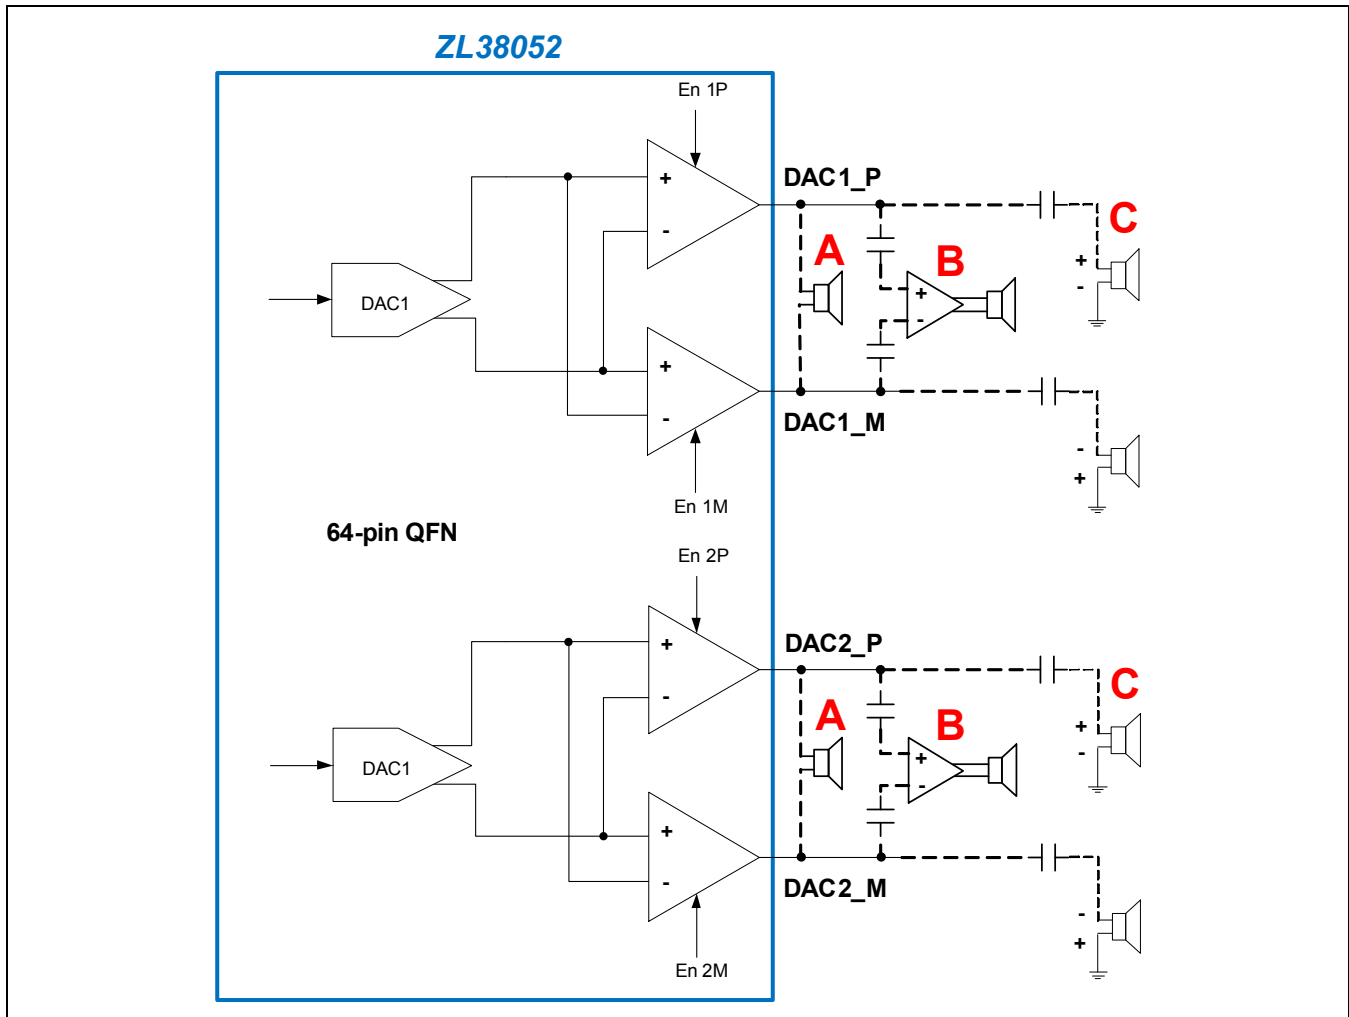 ZL38052
En 1P
DAC1_P
+
-
A
B
C
+
-
+
-
DAC1
+
-
DAC1_M
-
+
En 1M
64-pin QFN
En 2P
DAC2_P
+
-
A
B
C
+
-
+
-
DAC1
+
-
DAC2_M
-
+
En 2M